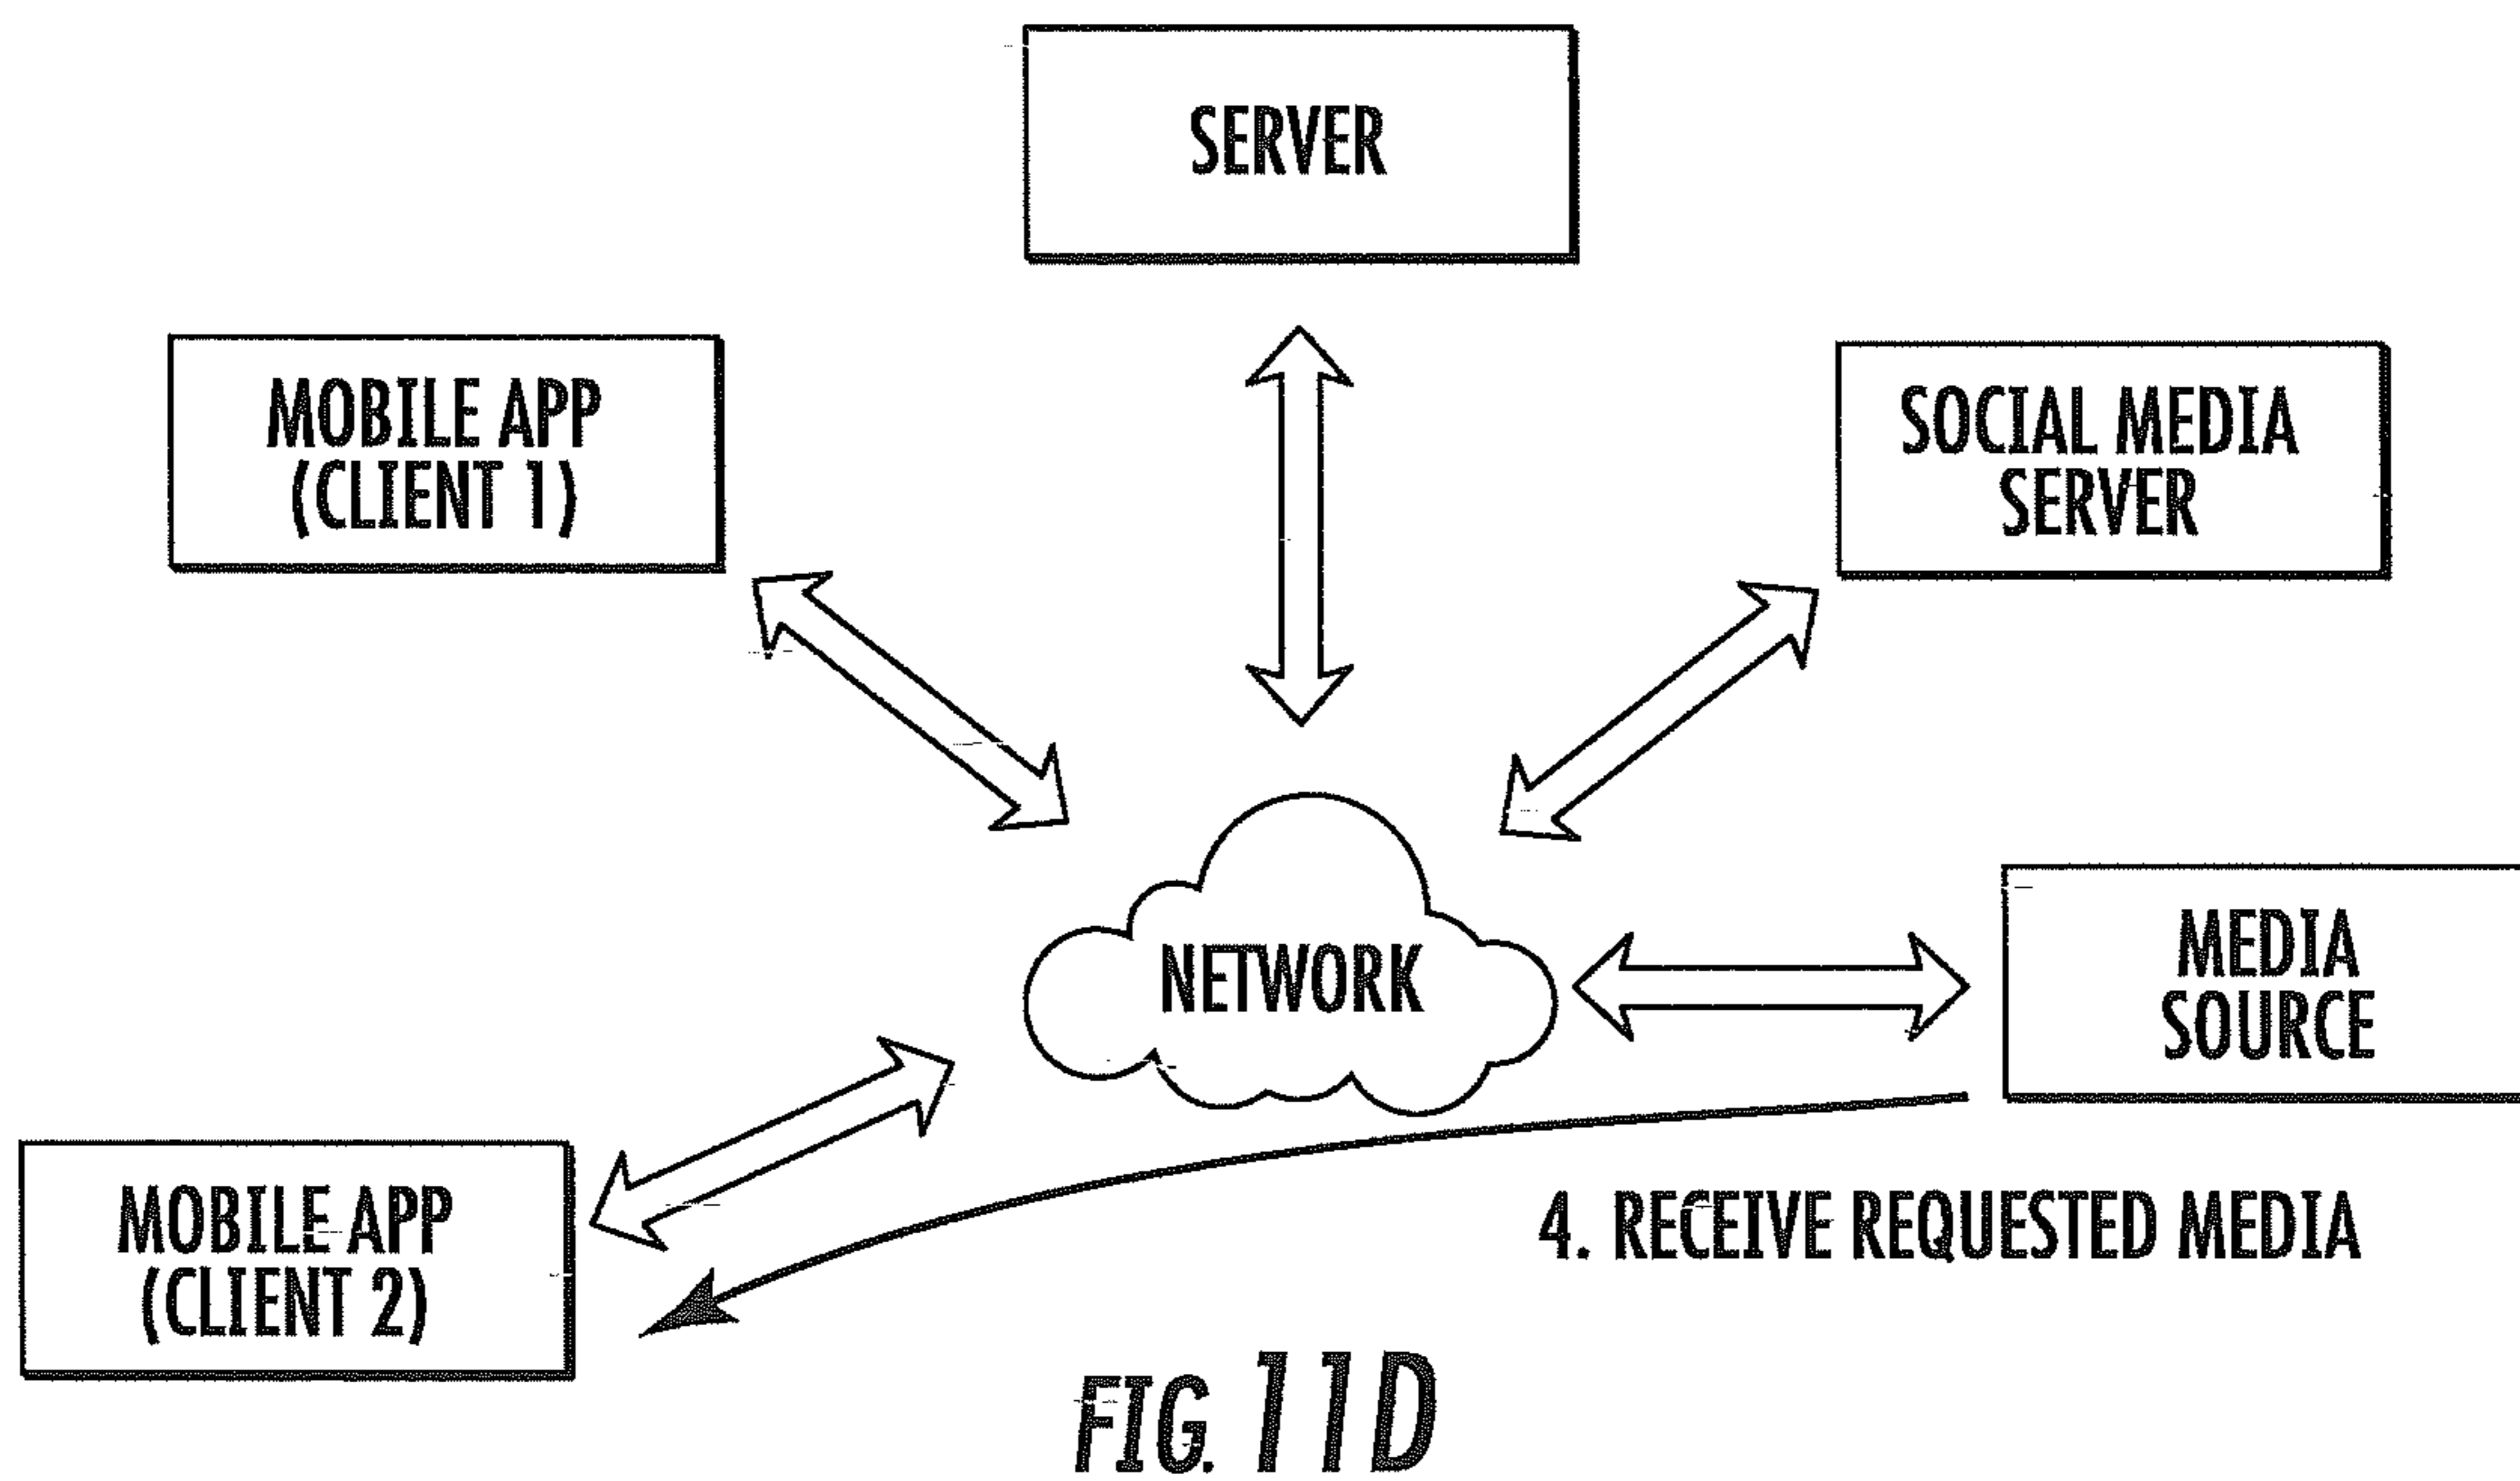 SERVER
MOBILE APP
(CLIENT 1)
SOCIAL MEDIA
SERVER
NETWORK
MEDIA
SOURCE
MOBILE APP
(CLIENT 2)
4. RECEIVE REQUESTED MEDIA
FIG. 11D